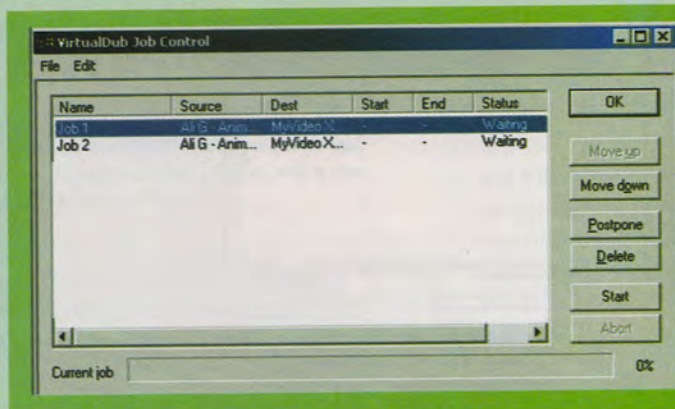 VirtualDub Job Control
File Edit
Name Source Dest Start End Status
Job 1 Ali G - Anim... MyVideo X... - - Waiting
Job 2 Ali G - Anim... MyVideo X... - - Waiting
OK
Move up
Move down
Postpone
Delete
Start
Abort
Current job 0%